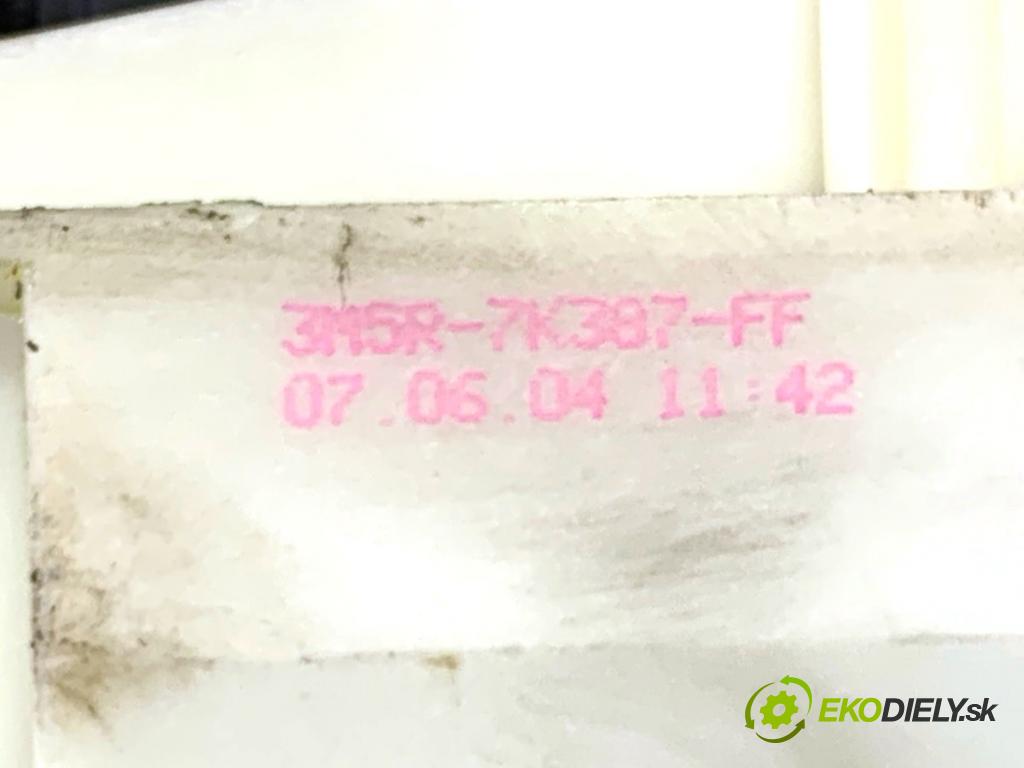 3M5R-7K387-FF
07.06.04 11:42
EKODIELY.sk